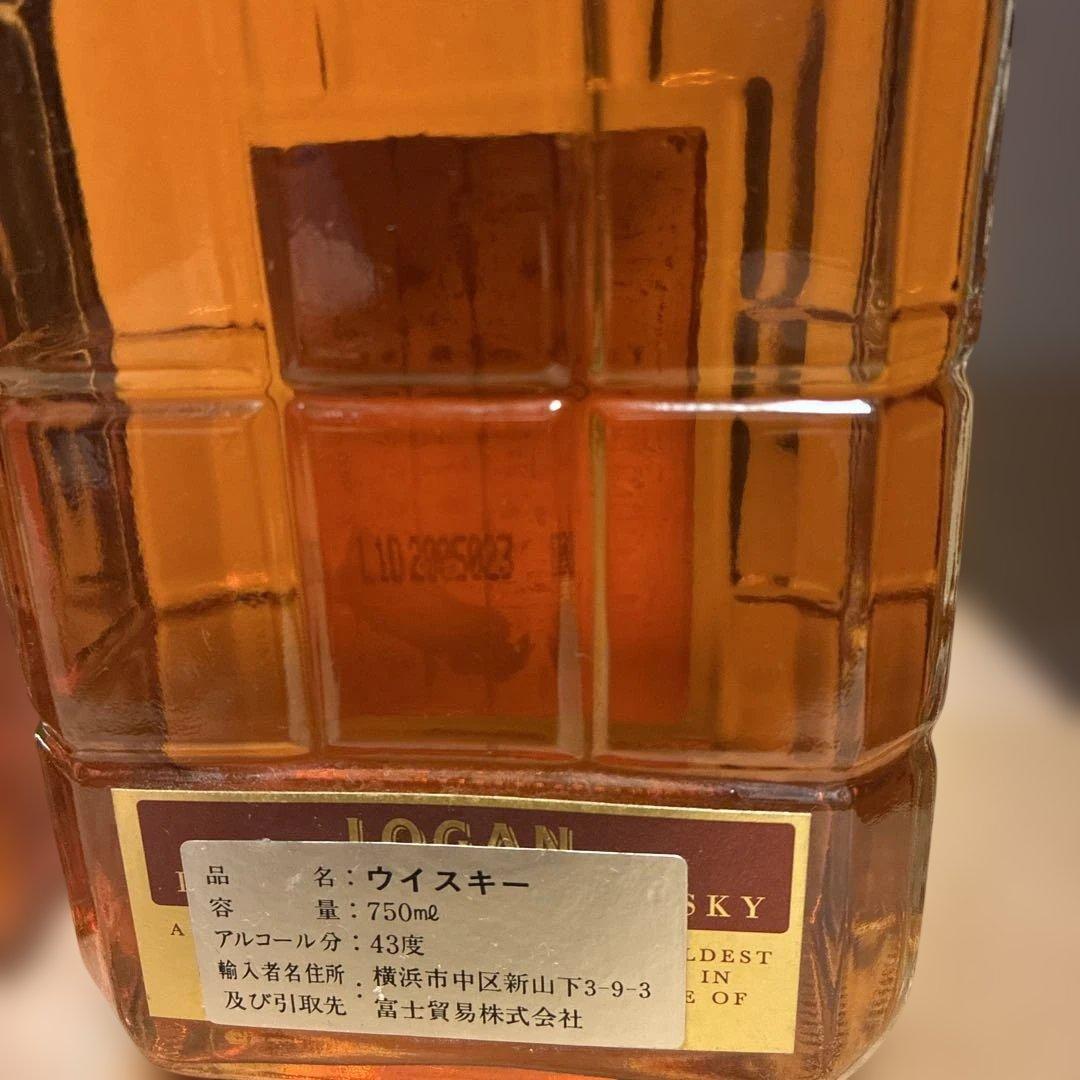 LOGAN
品名：ウイスキー
容量：750㎖
アルコール分：43度
輸入者名住所及び引取先：横浜市中区新山下3-9-3
富士貿易株式会社
SKY
A
LDEST
IN
E OF